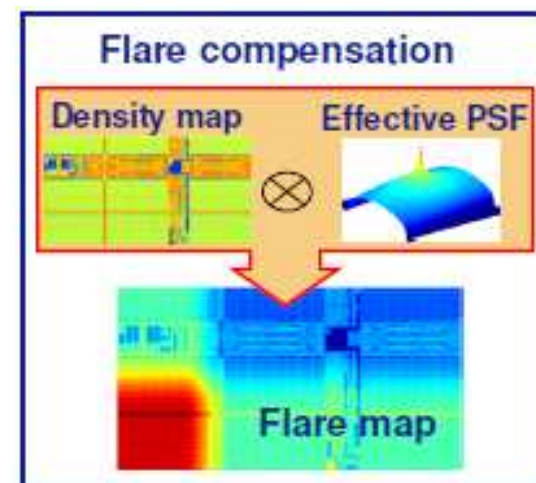 Flare compensation
Density map
Effective PSF
Flare map